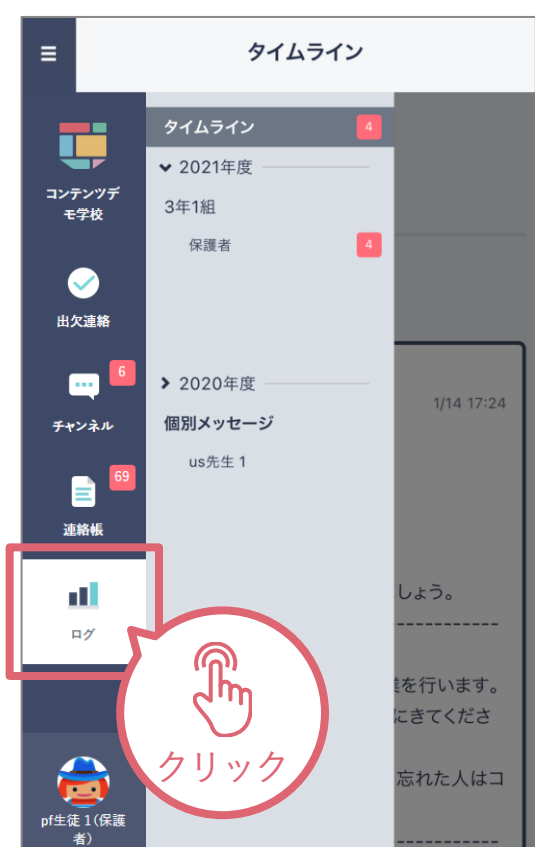 タイムライン
コンテンツデ
モ学校
出欠連絡
6
チャンネル
69
連絡帳
ログ
pf生徒 1(保護
者)
タイムライン 4
2021年度
3年1組
保護者 4
2020年度
個別メッセージ
us先生 1
クリック
1/14 17:24
しょう。
-----------
を行います。
にきてくださ
忘れた人はコ
-----------